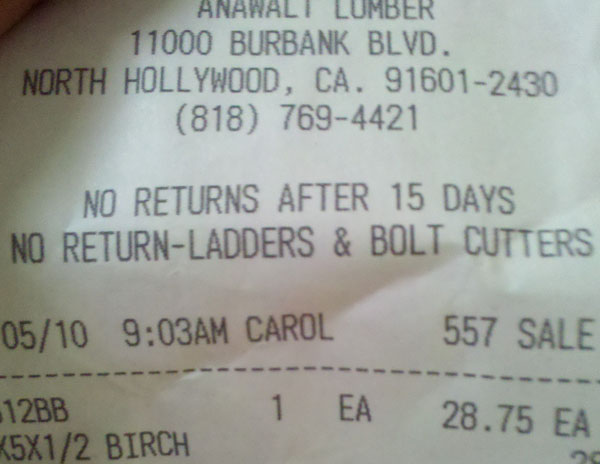 ANAWALT LUMBER
11000 BURBANK BLVD.
NORTH HOLLYWOOD, CA. 91601-2430
(818) 769-4421
NO RETURNS AFTER 15 DAYS
NO RETURN-LADDERS & BOLT CUTTERS
05/10 9:03AM CAROL 557 SALE
12BB 1 EA 28.75 EA
X5X1/2 BIRCH